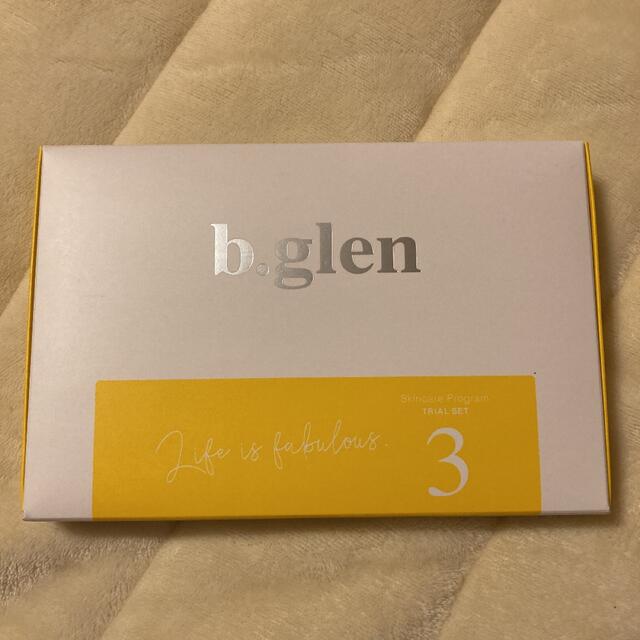 b.glen
Skincare Program
TRIAL SET
Life is fabulous.
3